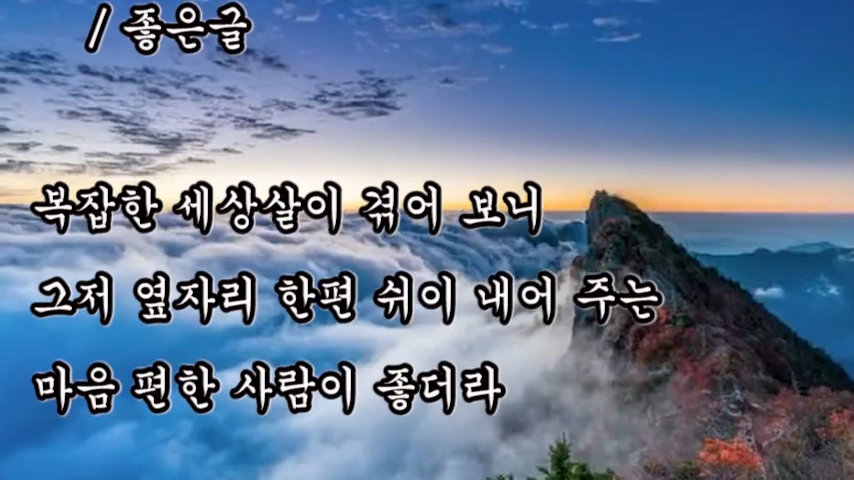 / 좋은글
복잡한 세상살이 겪어 보니
그저 옆자리 한편 쉬이 내어 주는
마음 편한 사람이 좋더라